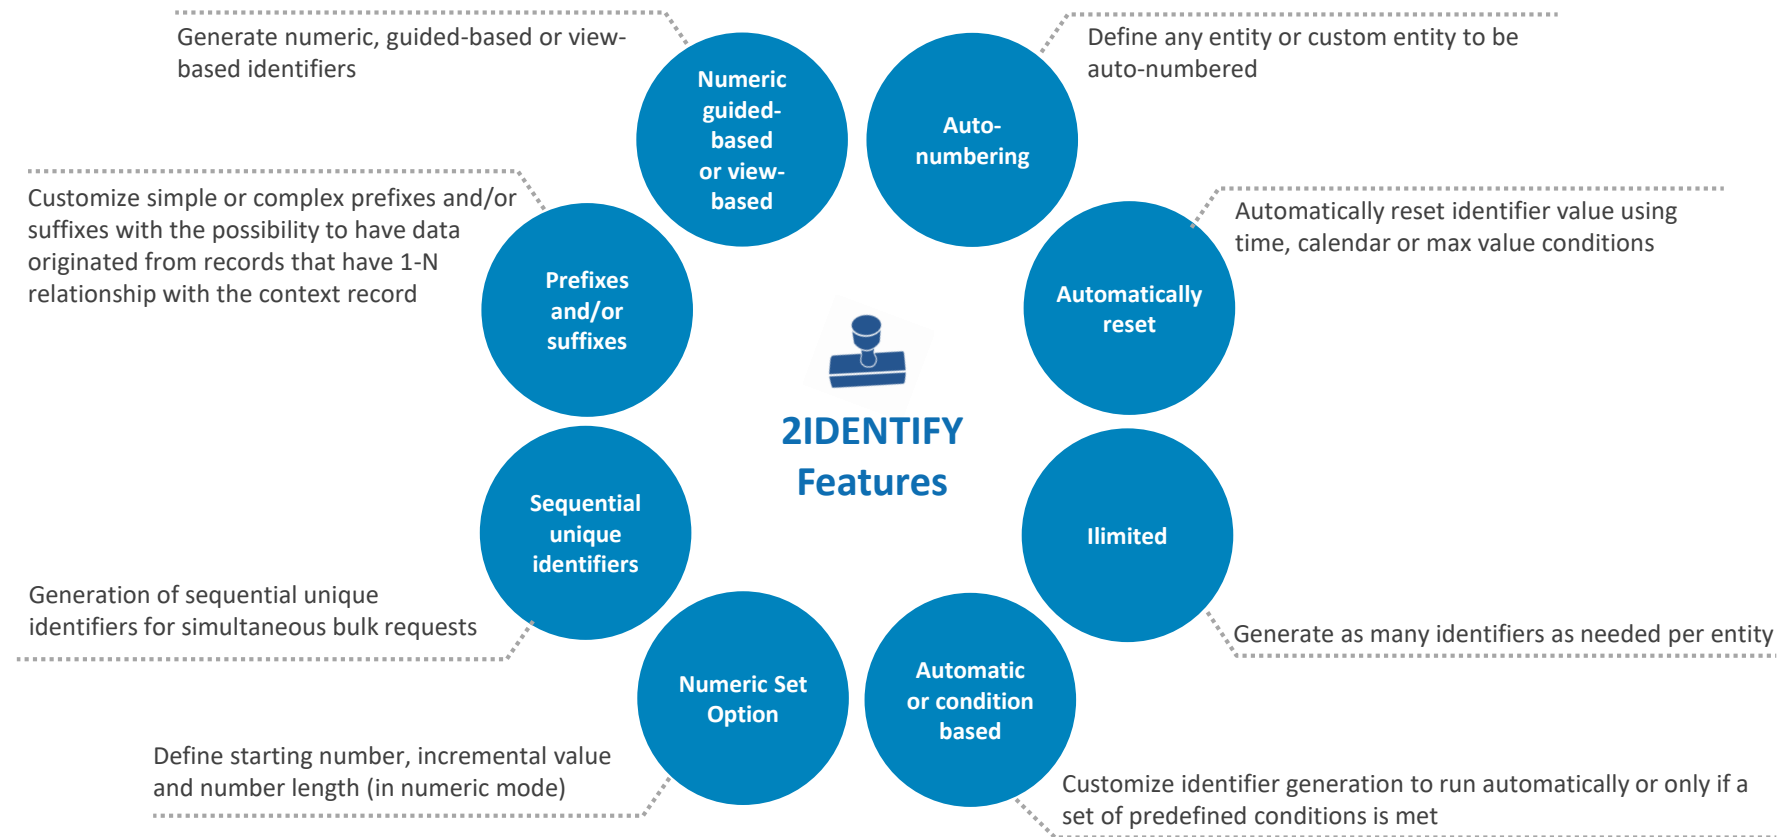 Generate numeric, guided-based or view-
based identifiers
Numeric
guided-
based
or view-
based
Define any entity or custom entity to be
auto-numbered
Auto-
numbering
Customize simple or complex prefixes and/or
suffixes with the possibility to have data
originated from records that have 1-N
relationship with the context record
Prefixes
and/or
suffixes
Automatically reset identifier value using
time, calendar or max value conditions
Automatically
reset
2IDENTIFY
Features
Sequential
unique
identifiers
Generation of sequential unique
identifiers for simultaneous bulk requests
Ilimited
Generate as many identifiers as needed per entity
Numeric Set
Option
Define starting number, incremental value
and number length (in numeric mode)
Automatic
or condition
based
Customize identifier generation to run automatically or only if a
set of predefined conditions is met